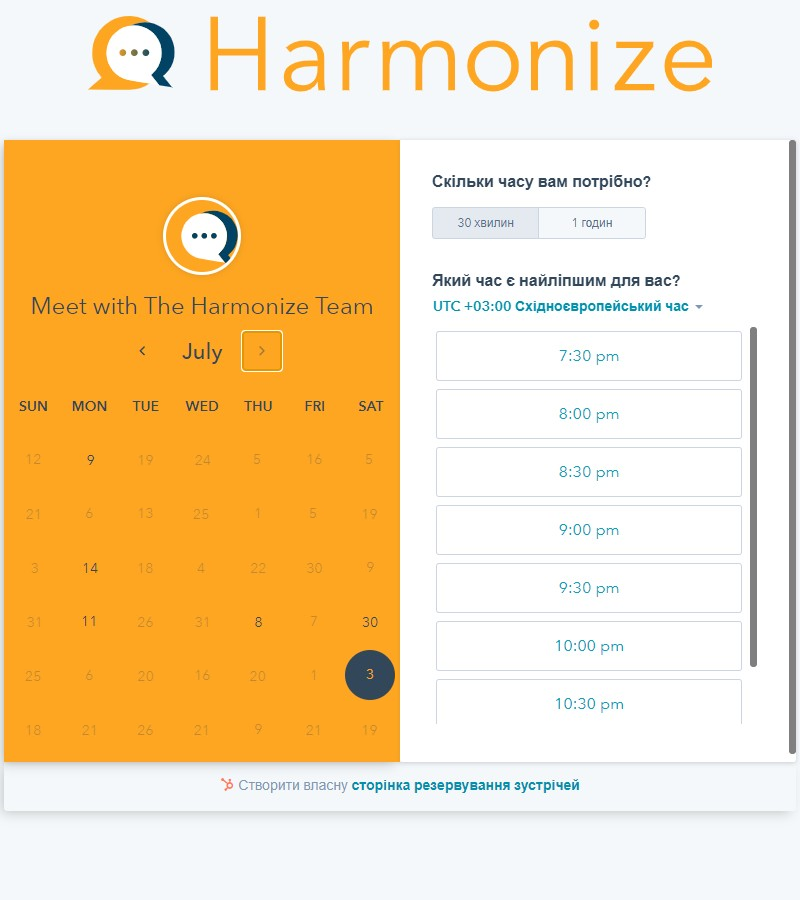 Harmonize
Meet with The Harmonize Team
July
SUN MON TUE WED THU FRI SAT
12 9 19 24 5 16 5
21 6 13 25 1 5 19
3 14 18 4 22 30 9
31 11 26 31 8 7 30
25 6 20 16 20 1 3
18 21 26 21 9 21 19
Скільки часу вам потрібно?
30 хвилин 1 годин
Який час є найліпшим для вас?
UTC +03:00 Східноєвропейський час
7:30 pm
8:00 pm
8:30 pm
9:00 pm
9:30 pm
10:00 pm
10:30 pm
Створити власну сторінка резервування зустрічей